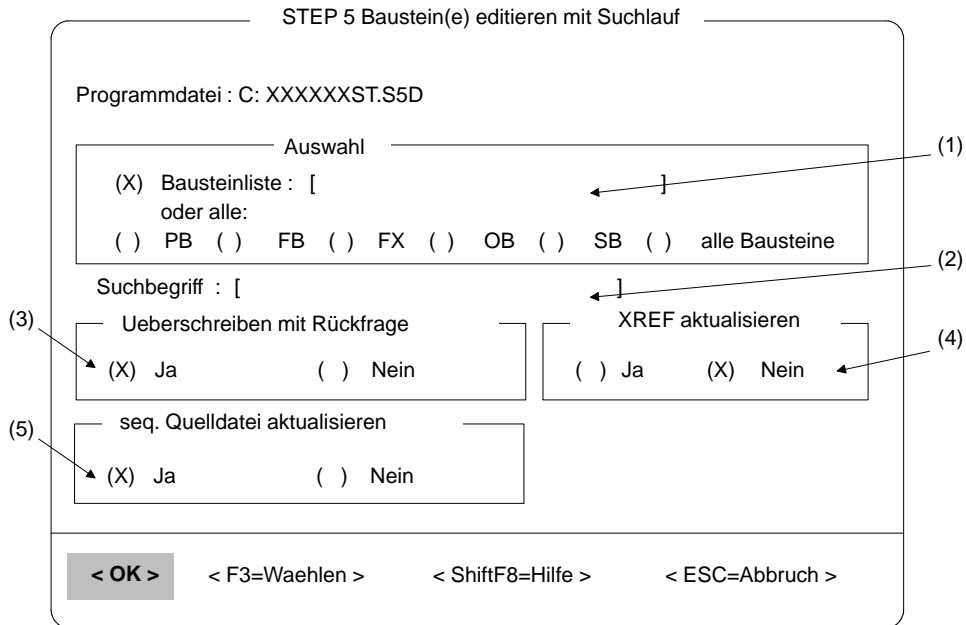 STEP 5 Baustein(e) editieren mit Suchlauf
Programmdatei : C: XXXXXXST.S5D
Auswahl
(1)
(X) Bausteinliste : [ ]
oder alle:
( ) PB ( ) FB ( ) FX ( ) OB ( ) SB ( ) alle Bausteine
(2)
Suchbegriff : [ ]
(3)
Ueberschreiben mit Rückfrage
XREF aktualisieren
(4)
(X) Ja ( ) Nein
( ) Ja (X) Nein
(5)
seq. Quelldatei aktualisieren
(X) Ja ( ) Nein
< OK > < F3=Waehlen > < ShiftF8=Hilfe > < ESC=Abbruch >